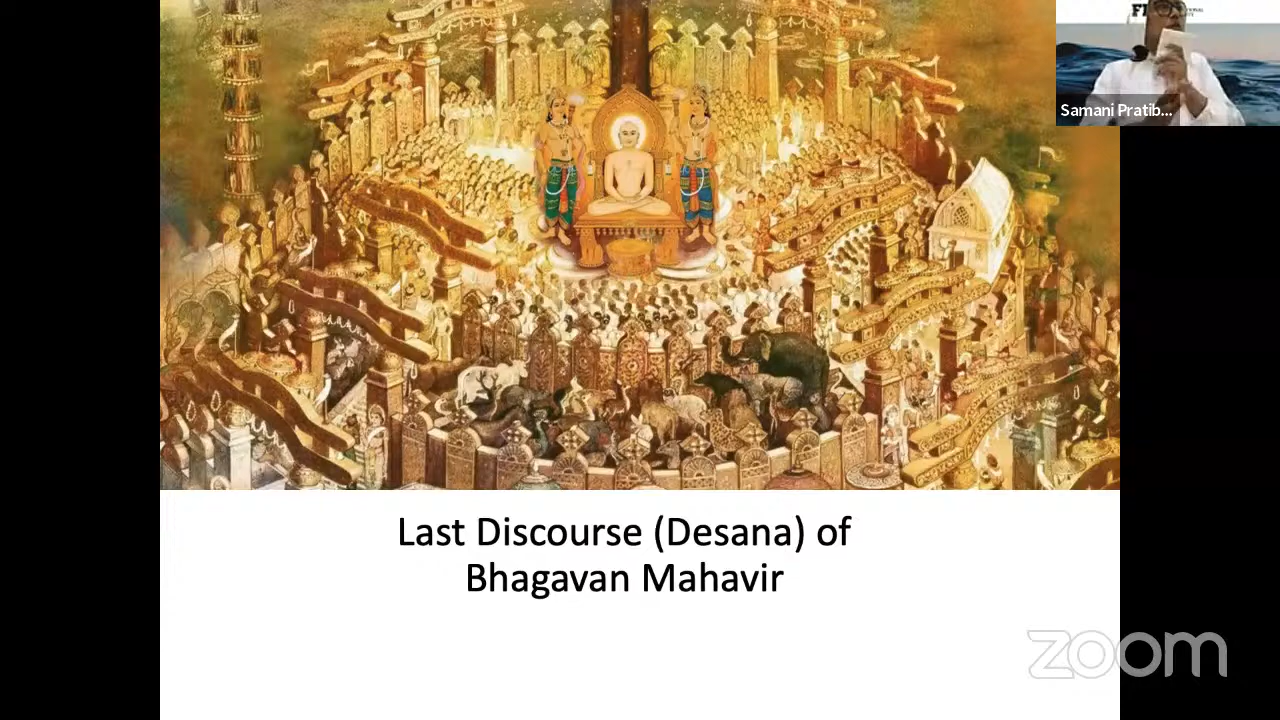 Samani Pratib...
Last Discourse (Desana) of
Bhagavan Mahavir
zoom